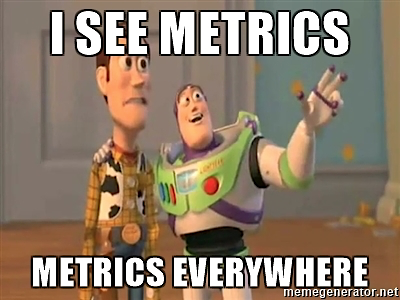 I SEE METRICS
METRICS EVERYWHERE
memegenerator.net